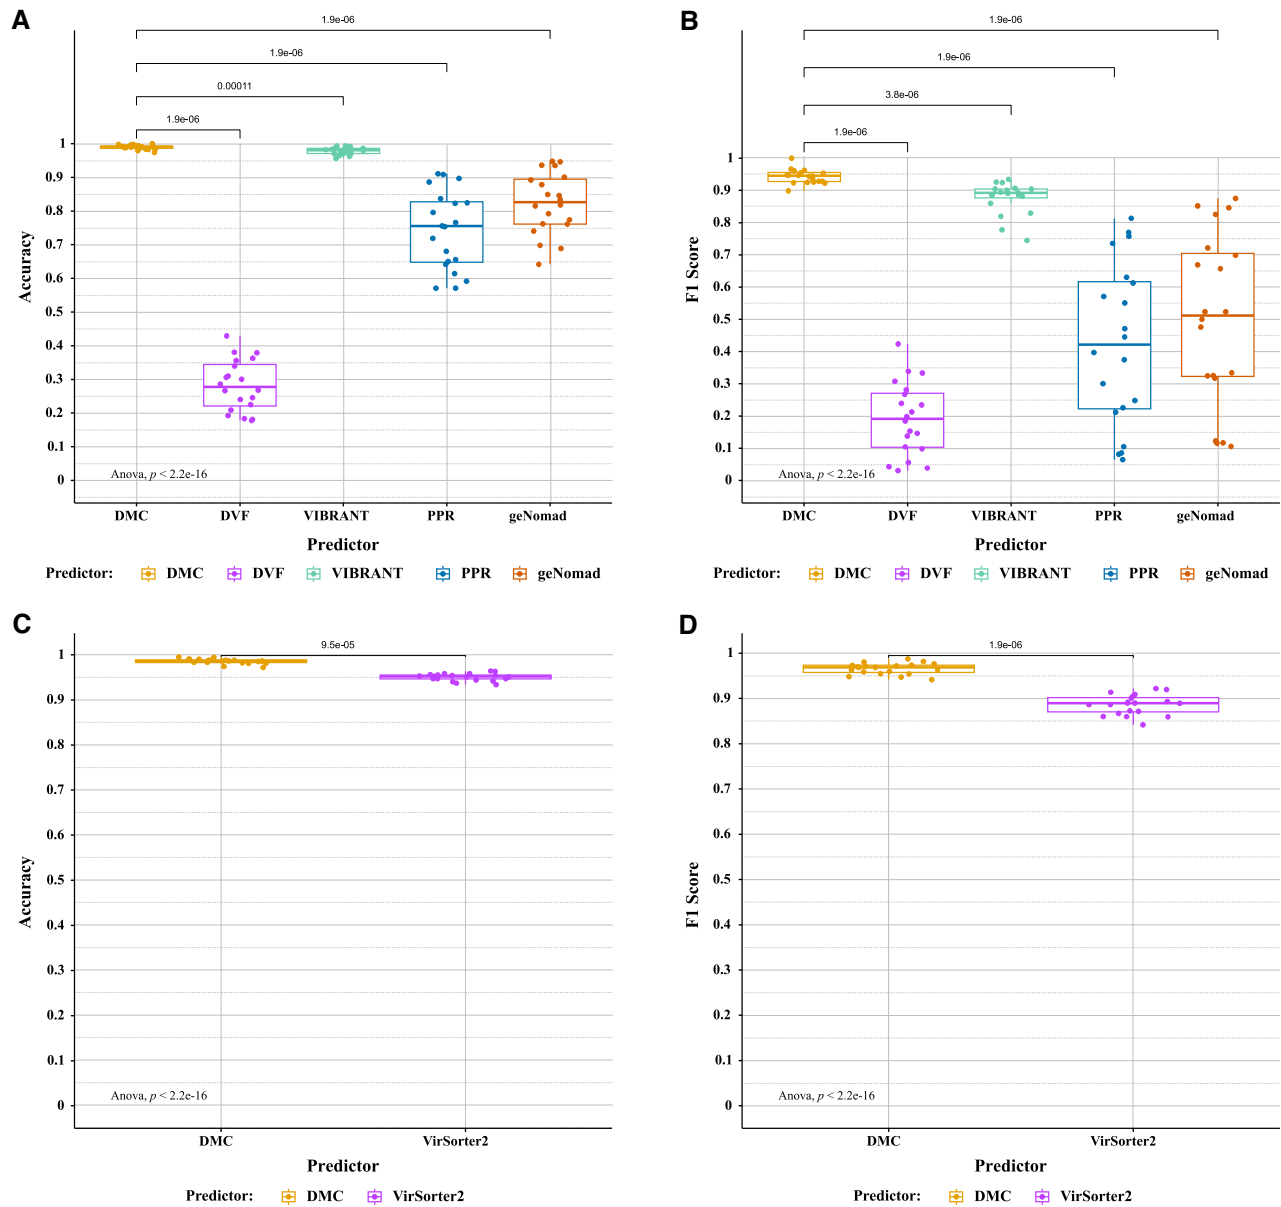 A
1.9e-06
1.9e-06
0.00011
1.9e-06
1
0.9
0.8
0.7
0.6
0.5
0.4
0.3
0.2
0.1
0
Accuracy
Anova, p < 2.2e-16
DMC DVF VIBRANT PPR geNomad
Predictor
Predictor: DMC DVF VIBRANT PPR geNomad
B
1.9e-06
1.9e-06
3.8e-06
1.9e-06
1
0.9
0.8
0.7
0.6
0.5
0.4
0.3
0.2
0.1
0
F1 Score
Anova, p < 2.2e-16
DMC DVF VIBRANT PPR geNomad
Predictor
Predictor: DMC DVF VIBRANT PPR geNomad
C
9.5e-05
1
0.9
0.8
0.7
0.6
0.5
0.4
0.3
0.2
0.1
0
Accuracy
Anova, p < 2.2e-16
DMC VirSorter2
Predictor
Predictor: DMC VirSorter2
D
1.9e-06
1
0.9
0.8
0.7
0.6
0.5
0.4
0.3
0.2
0.1
0
F1 Score
Anova, p < 2.2e-16
DMC VirSorter2
Predictor
Predictor: DMC VirSorter2